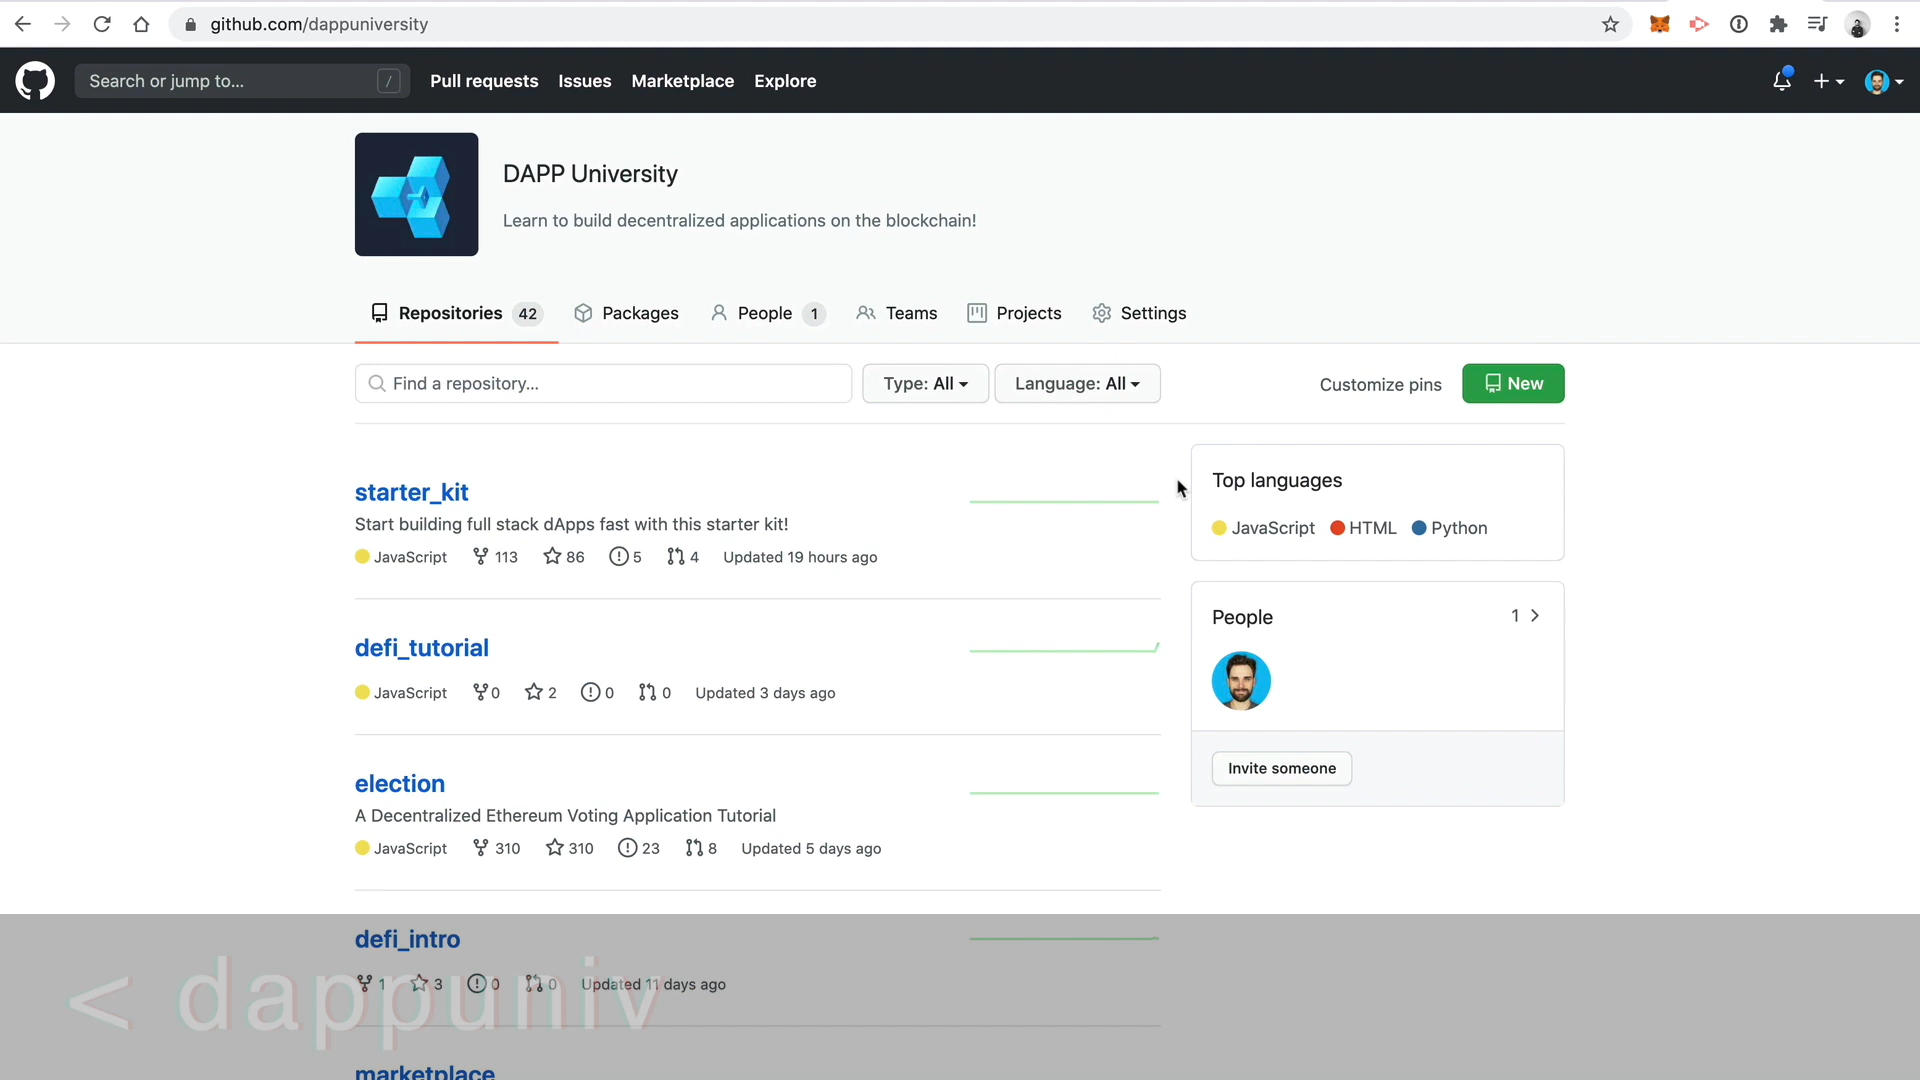 github.com/dappuniversity
Search or jump to... /
Pull requests Issues Marketplace Explore
DAPP University
Learn to build decentralized applications on the blockchain!
Repositories 42 Packages People 1 Teams Projects Settings
Find a repository... Type: All Language: All Customize pins New
starter_kit
Start building full stack dApps fast with this starter kit!
JavaScript 113 86 5 4 Updated 19 hours ago
defi_tutorial
JavaScript 0 2 0 0 Updated 3 days ago
election
A Decentralized Ethereum Voting Application Tutorial
JavaScript 310 310 23 8 Updated 5 days ago
defi_intro
1 3 0 0 Updated 11 days ago
marketplace
Top languages
JavaScript HTML Python
People 1
Invite someone
< dappuniv